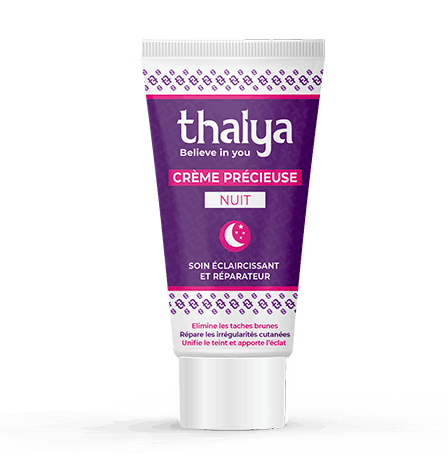 thalya
Believe in you
CRÈME PRÉCIEUSE
NUIT
SOIN ÉCLAIRCISSANT
ET RÉPARATEUR
Elimine les taches brunes
Répare les irrégularités cutanées
Unifie le teint et apporte l'éclat